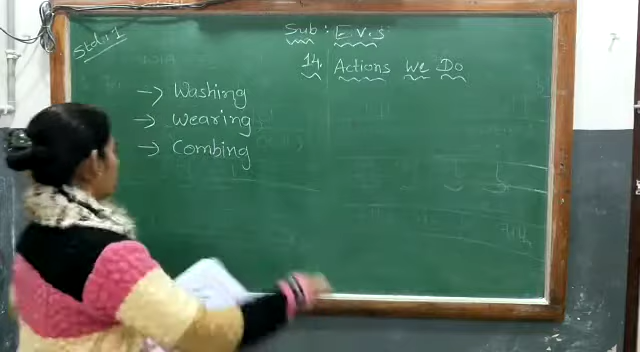 Std: 1
Sub: E.V.S
14. Actions We Do
→ Washing
→ Wearing
→ Combing